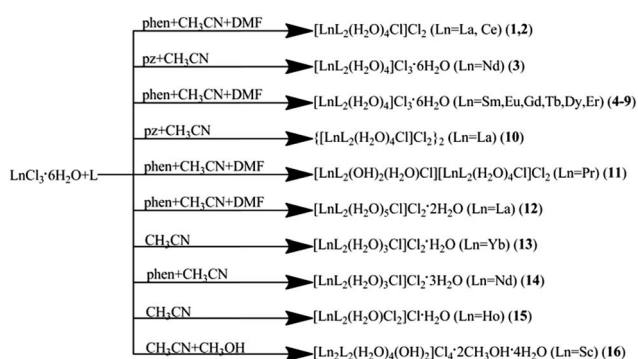 phen+CH₃CN+DMF
[LnL₂(H₂O)₄Cl]Cl₂ (Ln=La, Ce) (1,2)
pz+CH₃CN
[LnL₂(H₂O)₄]Cl₃·6H₂O (Ln=Nd) (3)
phen+CH₃CN+DMF
[LnL₂(H₂O)₄]Cl₃·6H₂O (Ln=Sm,Eu,Gd,Tb,Dy,Er) (4-9)
pz+CH₃CN
{[LnL₂(H₂O)₄Cl]Cl₂}₂ (Ln=La) (10)
LnCl₃·6H₂O+L
phen+CH₃CN+DMF
[LnL₂(OH)₂(H₂O)Cl][LnL₂(H₂O)₄Cl]Cl₂ (Ln=Pr) (11)
phen+CH₃CN+DMF
[LnL₂(H₂O)₅Cl]Cl₂·2H₂O (Ln=La) (12)
CH₃CN
[LnL₂(H₂O)₃Cl]Cl₂·H₂O (Ln=Yb) (13)
phen+CH₃CN
[LnL₂(H₂O)₃Cl]Cl₂·3H₂O (Ln=Nd) (14)
CH₃CN
[LnL₂(H₂O)Cl₂]Cl·H₂O (Ln=Ho) (15)
CH₃CN+CH₃OH
[Ln₂L₂(H₂O)₄(OH)₂]Cl₄·2CH₃OH·4H₂O (Ln=Sc) (16)